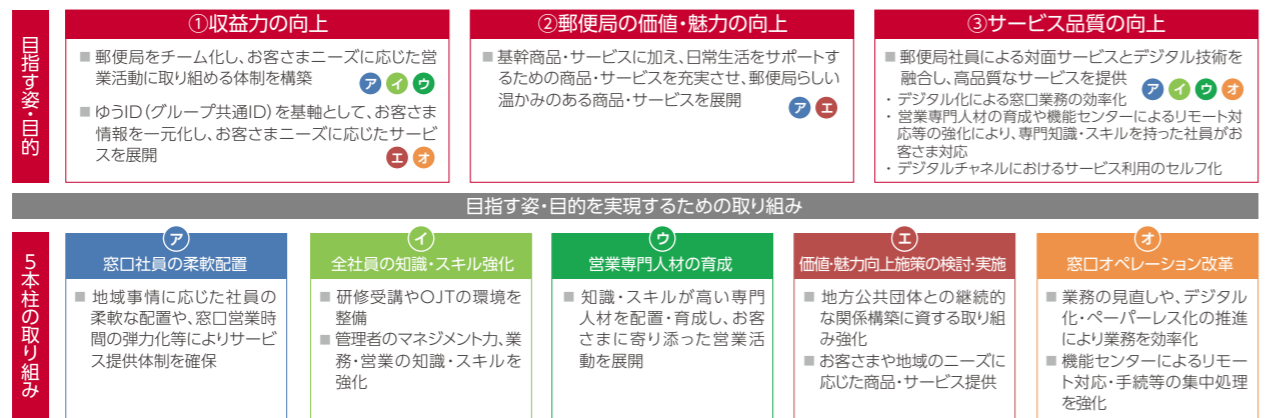 目指す姿・目的
①収益力の向上
■ 郵便局をチーム化し、お客さまニーズに応じた営
業活動に取り組める体制を構築
ア イ ウ
■ ゆうID(グループ共通ID)を基軸として、お客さま
情報を一元化し、お客さまニーズに応じたサービ
スを展開
エ オ
②郵便局の価値・魅力の向上
■ 基幹商品・サービスに加え、日常生活をサポートす
るための商品・サービスを充実させ、郵便局らしい
温かみのある商品・サービスを展開
ア エ
③サービス品質の向上
■ 郵便局社員による対面サービスとデジタル技術を
融合し、高品質なサービスを提供
ア イ ウ オ
・ デジタル化による窓口業務の効率化
・ 営業専門人材の育成や機能センターによるリモート対
応等の強化により、専門知識・スキルを持った社員がお
客さま対応
・ デジタルチャネルにおけるサービス利用のセルフ化
目指す姿・目的を実現するための取り組み
5本柱の取り組み
ア
窓口社員の柔軟配置
■ 地域事情に応じた社員の
柔軟な配置や、窓口営業時
間の弾力化等によりサービ
ス提供体制を確保
イ
全社員の知識・スキル強化
■ 研修受講やOJTの環境を
整備
■ 管理者のマネジメント力、業
務・営業の知識・スキルを
強化
ウ
営業専門人材の育成
■ 知識・スキルが高い専門
人材を配置・育成し、お客
さまに寄り添った営業活
動を展開
エ
価値・魅力向上施策の検討・実施
■ 地方公共団体との継続的
な関係構築に資する取り組
み強化
■ お客さまや地域のニーズに
応じた商品・サービス提供
オ
窓口オペレーション改革
■ 業務の見直しや、デジタル
化・ペーパーレス化の推進
により業務を効率化
■ 機能センターによるリモー
ト対応・手続等の集中処理
を強化